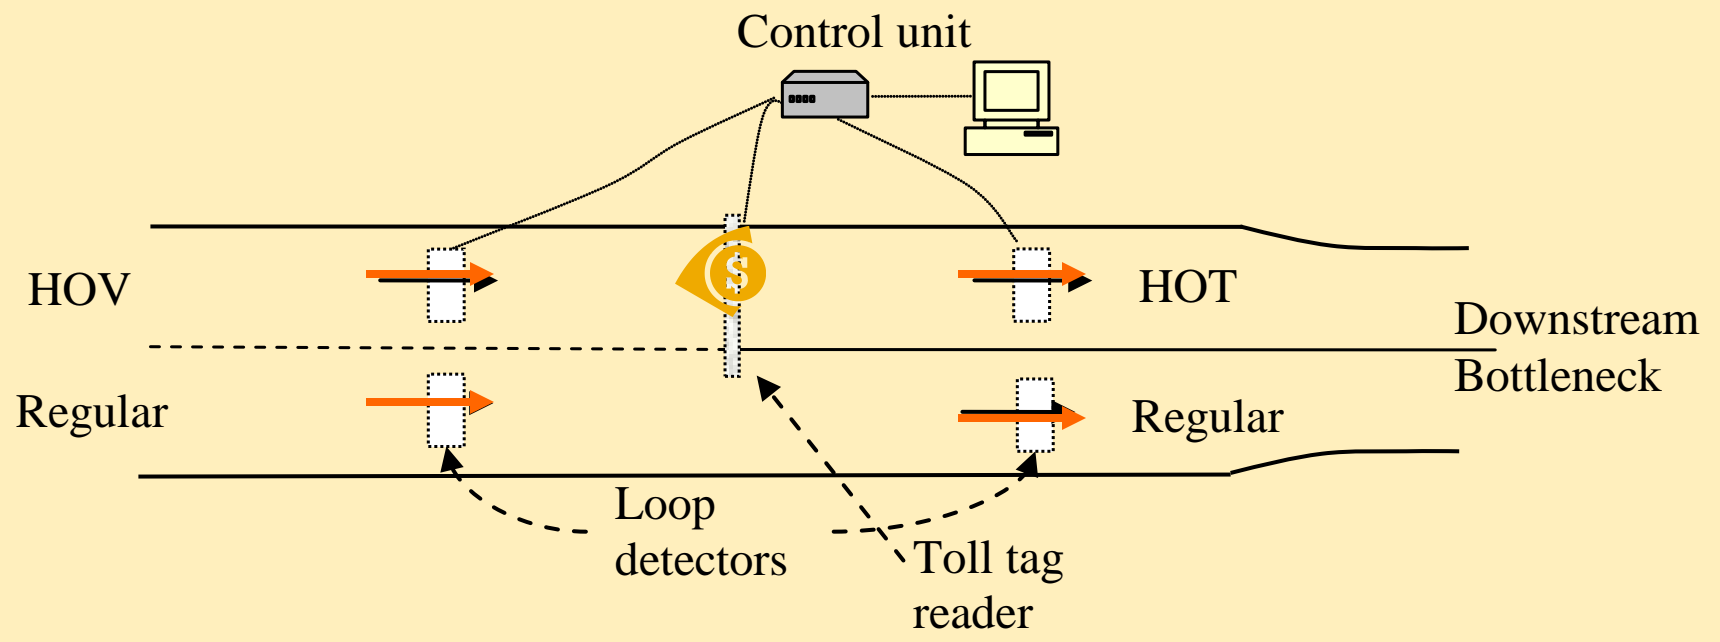 Control unit
HOV
$
HOT
Downstream
Bottleneck
Regular
Regular
Loop
detectors
Toll tag
reader